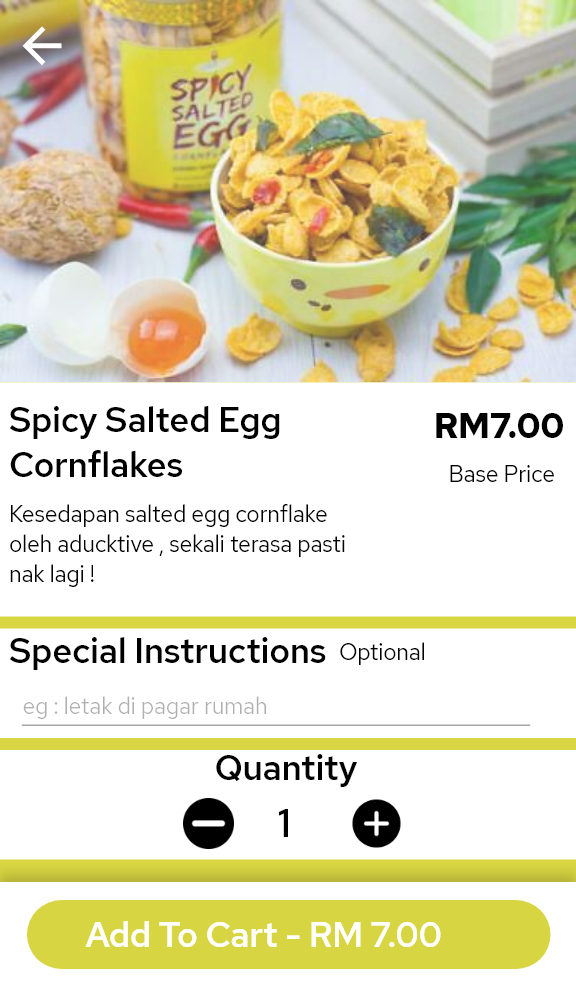 SPICY
SALTED
EGG
Spicy Salted Egg
Cornflakes
RM7.00
Base Price
Kesedapan salted egg cornflake
oleh aducktive , sekali terasa pasti
nak lagi !
Special Instructions Optional
eg : letak di pagar rumah
Quantity
1
Add To Cart - RM 7.00